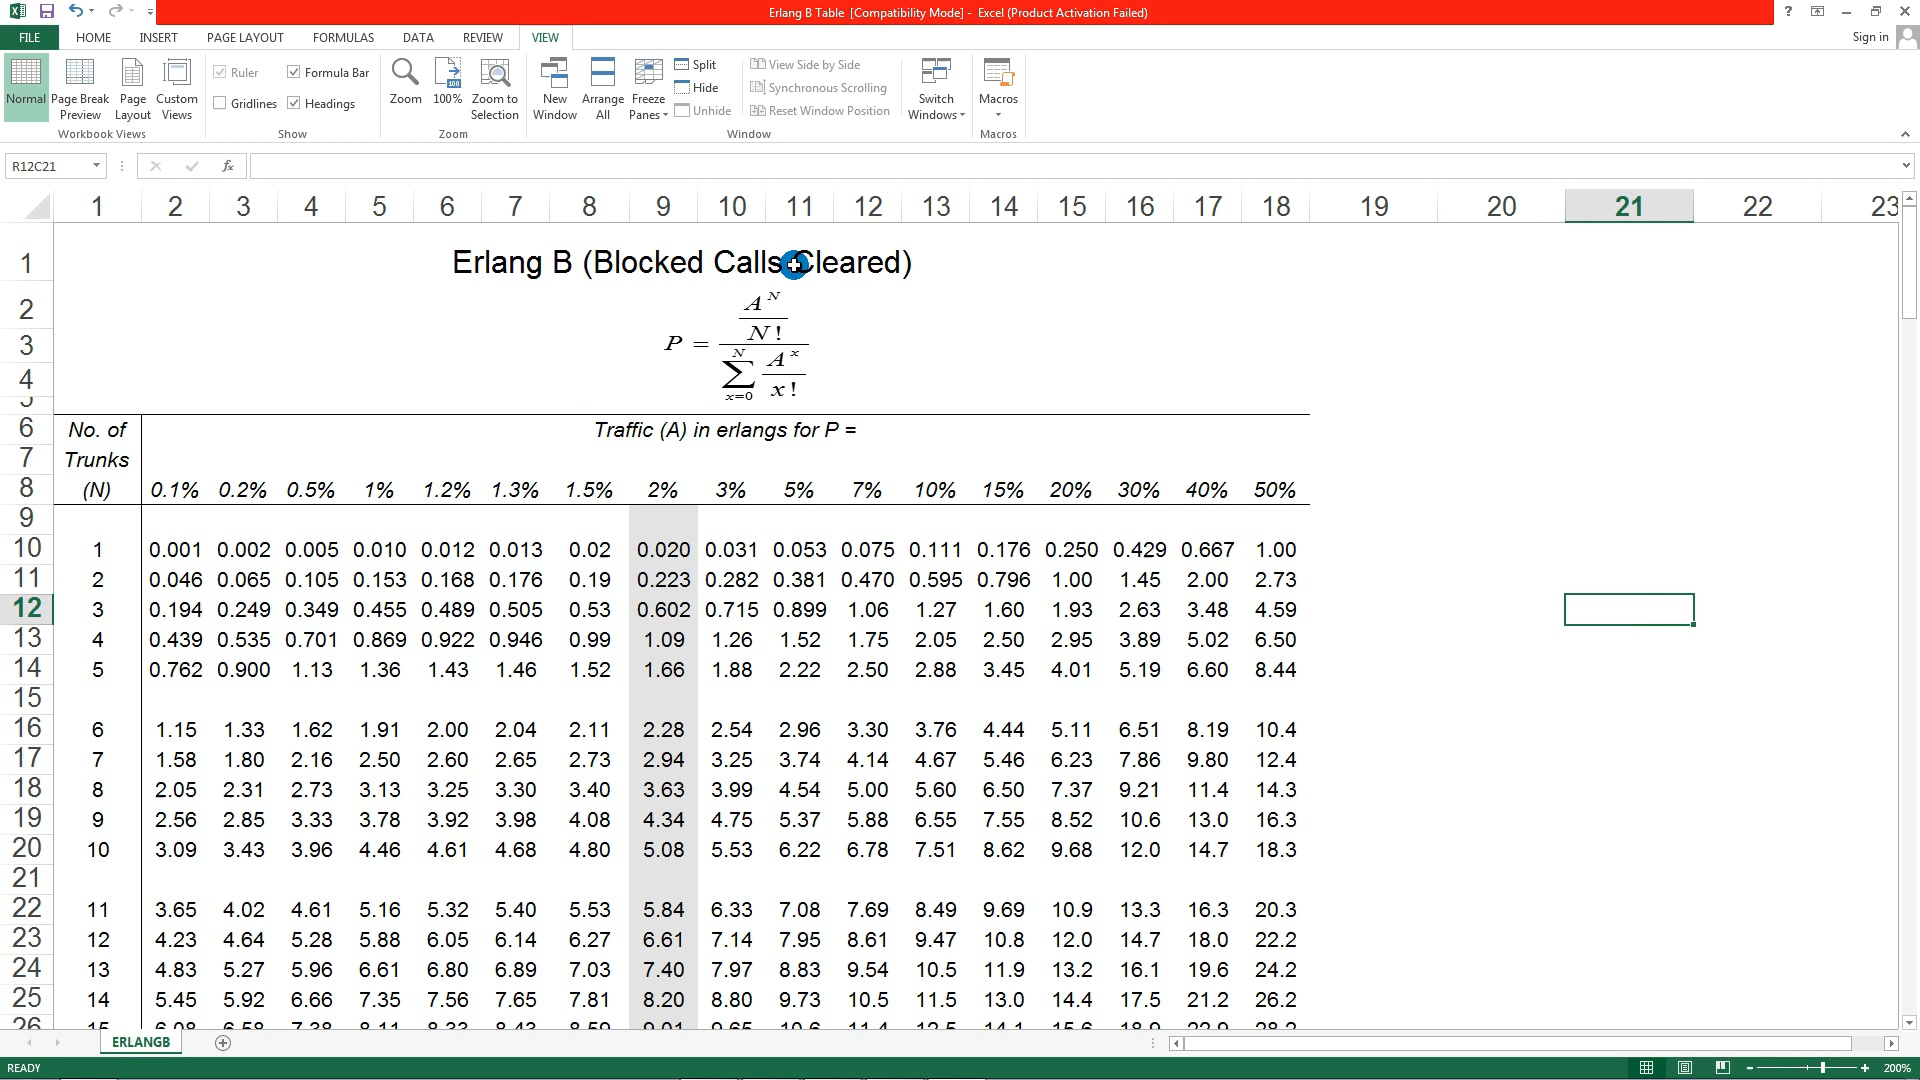 Erlang B Table [Compatibility Mode] - Excel (Product Activation Failed)
FILE HOME INSERT PAGE LAYOUT FORMULAS DATA REVIEW VIEW Sign in
Normal Page Break Preview Page Layout Custom Views
Workbook Views
Ruler Formula Bar
Gridlines Headings
Show
Zoom 100% Zoom to Selection
Zoom
New Window Arrange All Freeze Panes
Split
Hide
Unhide
View Side by Side
Synchronous Scrolling
Reset Window Position
Switch Windows
Window
Macros
Macros
R12C21 fx
1 2 3 4 5 6 7 8 9 10 11 12 13 14 15 16 17 18 19 20 21 22 23
1 Erlang B (Blocked Calls Cleared)
2 A^N
3 P = N!
4 N Σ x=0 A^x x!
5
6 No. of Traffic (A) in erlangs for P =
7 Trunks
8 (N) 0.1% 0.2% 0.5% 1% 1.2% 1.3% 1.5% 2% 3% 5% 7% 10% 15% 20% 30% 40% 50%
9
10 1 0.001 0.002 0.005 0.010 0.012 0.013 0.02 0.020 0.031 0.053 0.075 0.111 0.176 0.250 0.429 0.667 1.00
11 2 0.046 0.065 0.105 0.153 0.168 0.176 0.19 0.223 0.282 0.381 0.470 0.595 0.796 1.00 1.45 2.00 2.73
12 3 0.194 0.249 0.349 0.455 0.489 0.505 0.53 0.602 0.715 0.899 1.06 1.27 1.60 1.93 2.63 3.48 4.59
13 4 0.439 0.535 0.701 0.869 0.922 0.946 0.99 1.09 1.26 1.52 1.75 2.05 2.50 2.95 3.89 5.02 6.50
14 5 0.762 0.900 1.13 1.36 1.43 1.46 1.52 1.66 1.88 2.22 2.50 2.88 3.45 4.01 5.19 6.60 8.44
15
16 6 1.15 1.33 1.62 1.91 2.00 2.04 2.11 2.28 2.54 2.96 3.30 3.76 4.44 5.11 6.51 8.19 10.4
17 7 1.58 1.80 2.16 2.50 2.60 2.65 2.73 2.94 3.25 3.74 4.14 4.67 5.46 6.23 7.86 9.80 12.4
18 8 2.05 2.31 2.73 3.13 3.25 3.30 3.40 3.63 3.99 4.54 5.00 5.60 6.50 7.37 9.21 11.4 14.3
19 9 2.56 2.85 3.33 3.78 3.92 3.98 4.08 4.34 4.75 5.37 5.88 6.55 7.55 8.52 10.6 13.0 16.3
20 10 3.09 3.43 3.96 4.46 4.61 4.68 4.80 5.08 5.53 6.22 6.78 7.51 8.62 9.68 12.0 14.7 18.3
21
22 11 3.65 4.02 4.61 5.16 5.32 5.40 5.53 5.84 6.33 7.08 7.69 8.49 9.69 10.9 13.3 16.3 20.3
23 12 4.23 4.64 5.28 5.88 6.05 6.14 6.27 6.61 7.14 7.95 8.61 9.47 10.8 12.0 14.7 18.0 22.2
24 13 4.83 5.27 5.96 6.61 6.80 6.89 7.03 7.40 7.97 8.83 9.54 10.5 11.9 13.2 16.1 19.6 24.2
25 14 5.45 5.92 6.66 7.35 7.56 7.65 7.81 8.20 8.80 9.73 10.5 11.5 13.0 14.4 17.5 21.2 26.2
26 15
ERLANGB
READY 200%